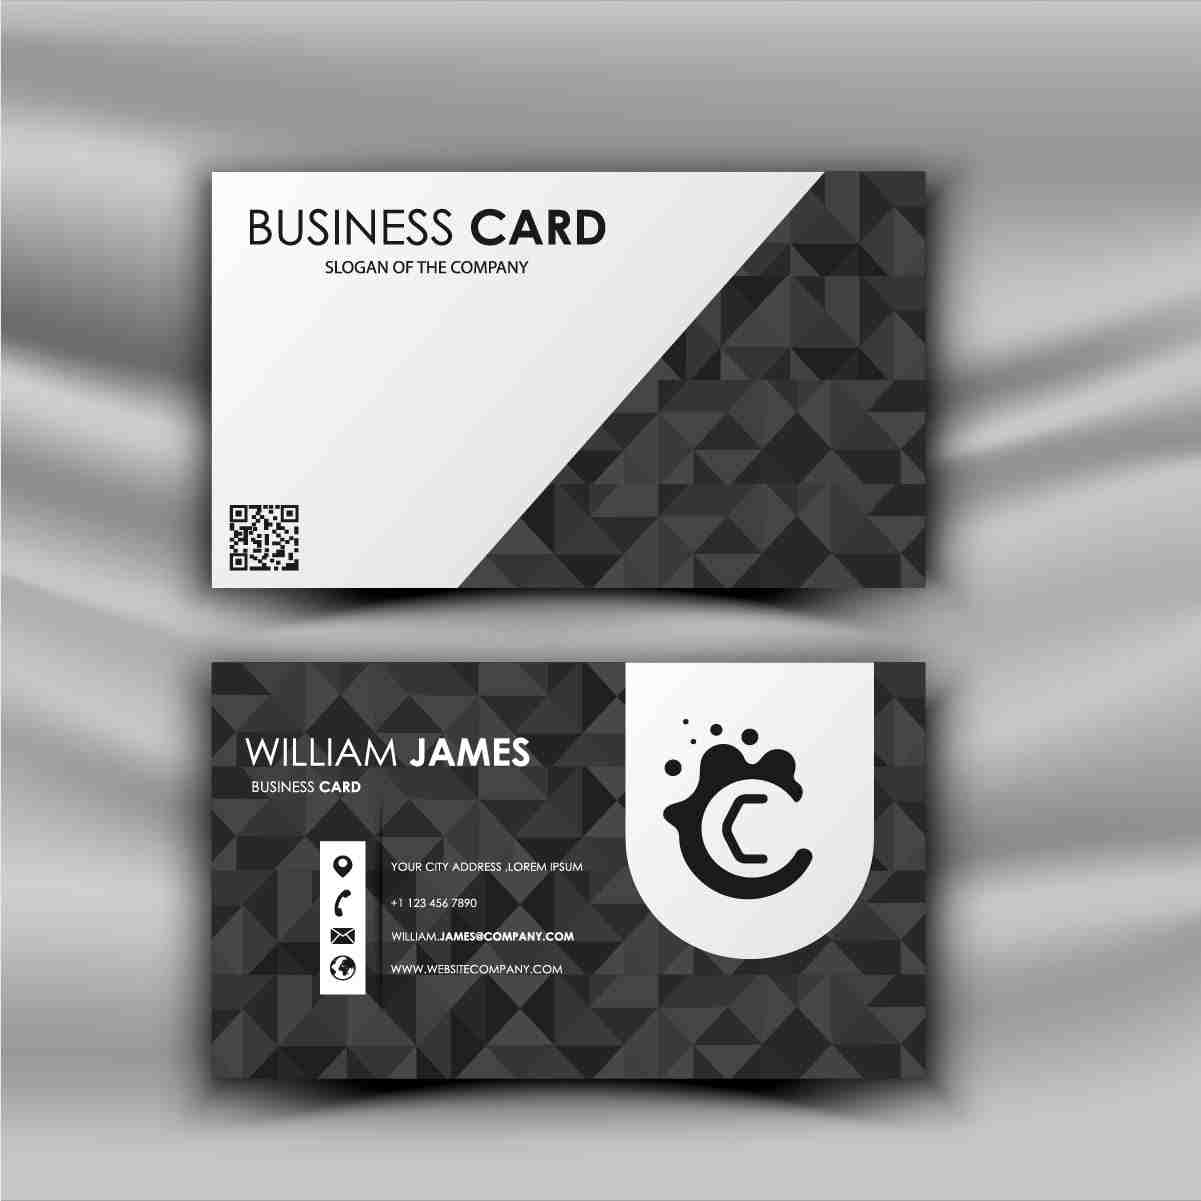 BUSINESS CARD
SLOGAN OF THE COMPANY
WILLIAM JAMES
BUSINESS CARD
YOUR CITY ADDRESS ,LOREM IPSUM
+1 123 456 7890
WILLIAM.JAMES@COMPANY.COM
WWW.WEBSITECOMPANY.COM